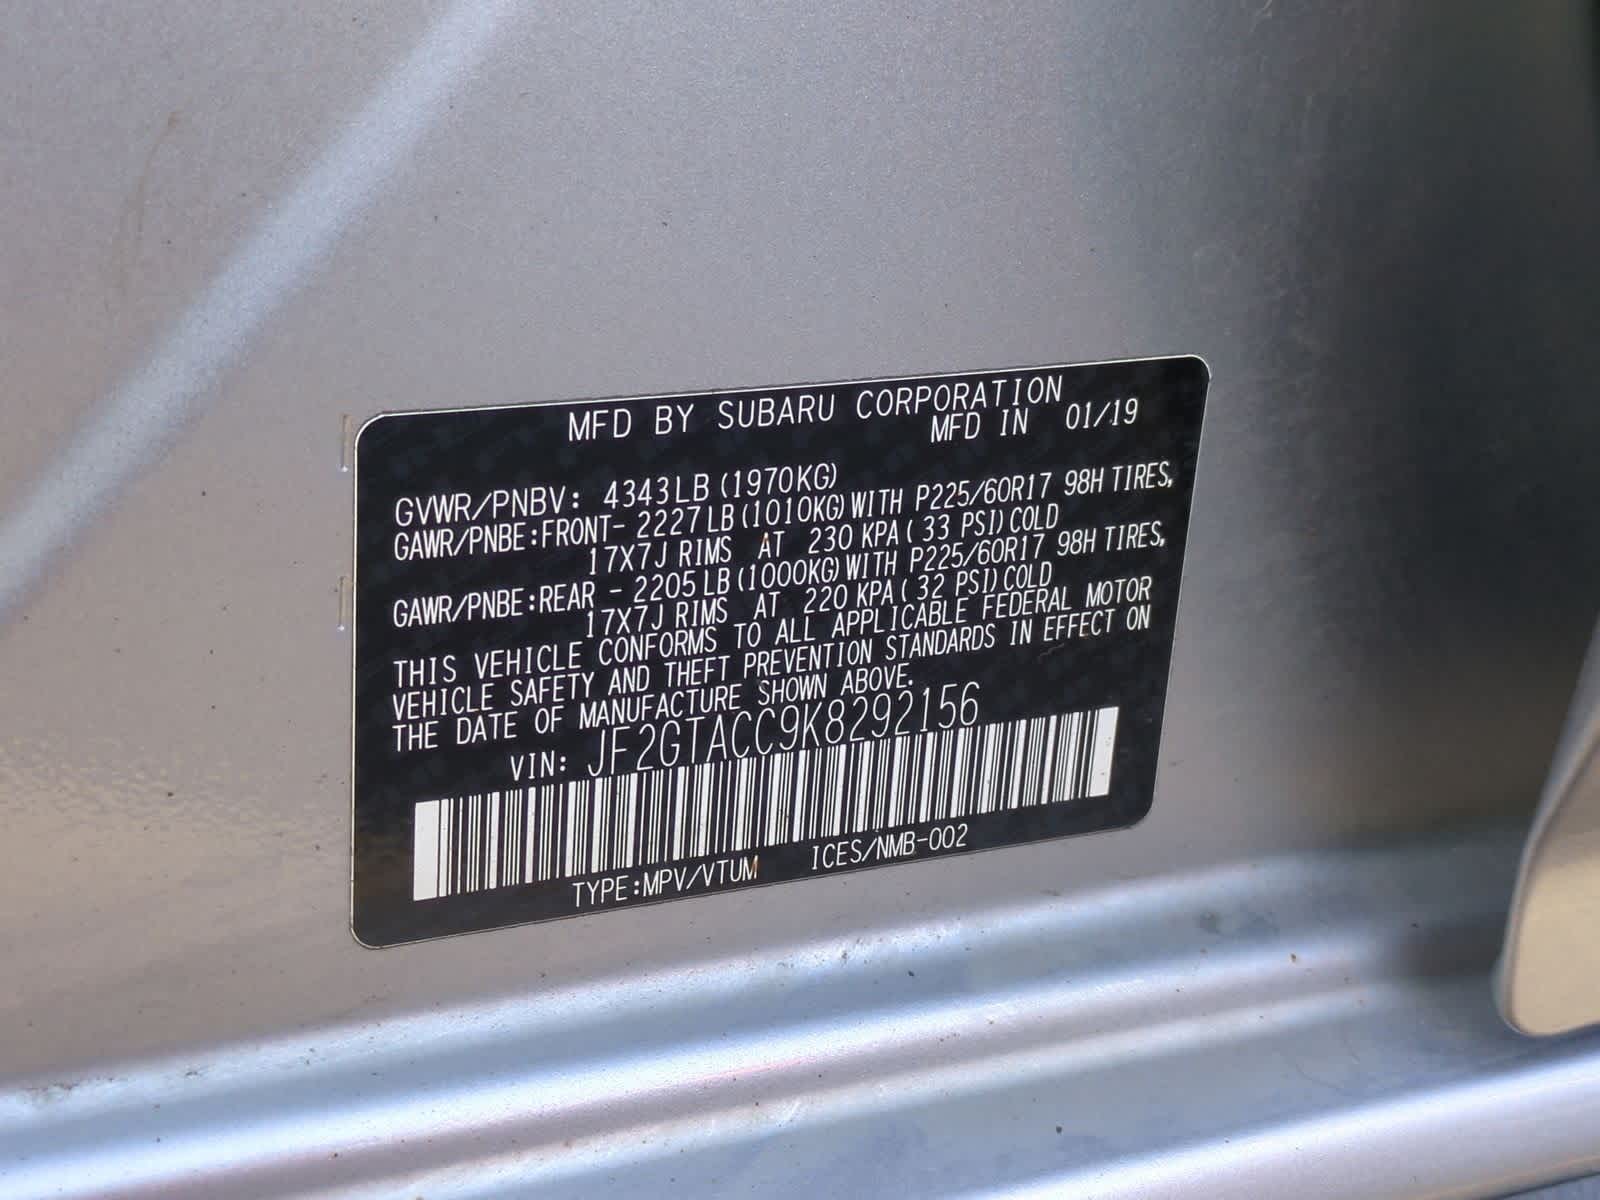 MFD BY SUBARU CORPORATION
MFD IN 01/19
GVWR/PNBV: 4343LB (1970KG)
GAWR/PNBE:FRONT- 2227LB (1010KG) WITH P225/60R17 98H TIRES,
17X7J RIMS AT 230 KPA ( 33 PSI) COLD
GAWR/PNBE:REAR - 2205LB (1000KG) WITH P225/60R17 98H TIRES,
17X7J RIMS AT 220 KPA ( 32 PSI) COLD
THIS VEHICLE CONFORMS TO ALL APPLICABLE FEDERAL MOTOR
VEHICLE SAFETY AND THEFT PREVENTION STANDARDS IN EFFECT ON
THE DATE OF MANUFACTURE SHOWN ABOVE.
VIN: JF2GTACC9K8292156
TYPE:MPV/VTUM ICES/NMB-002